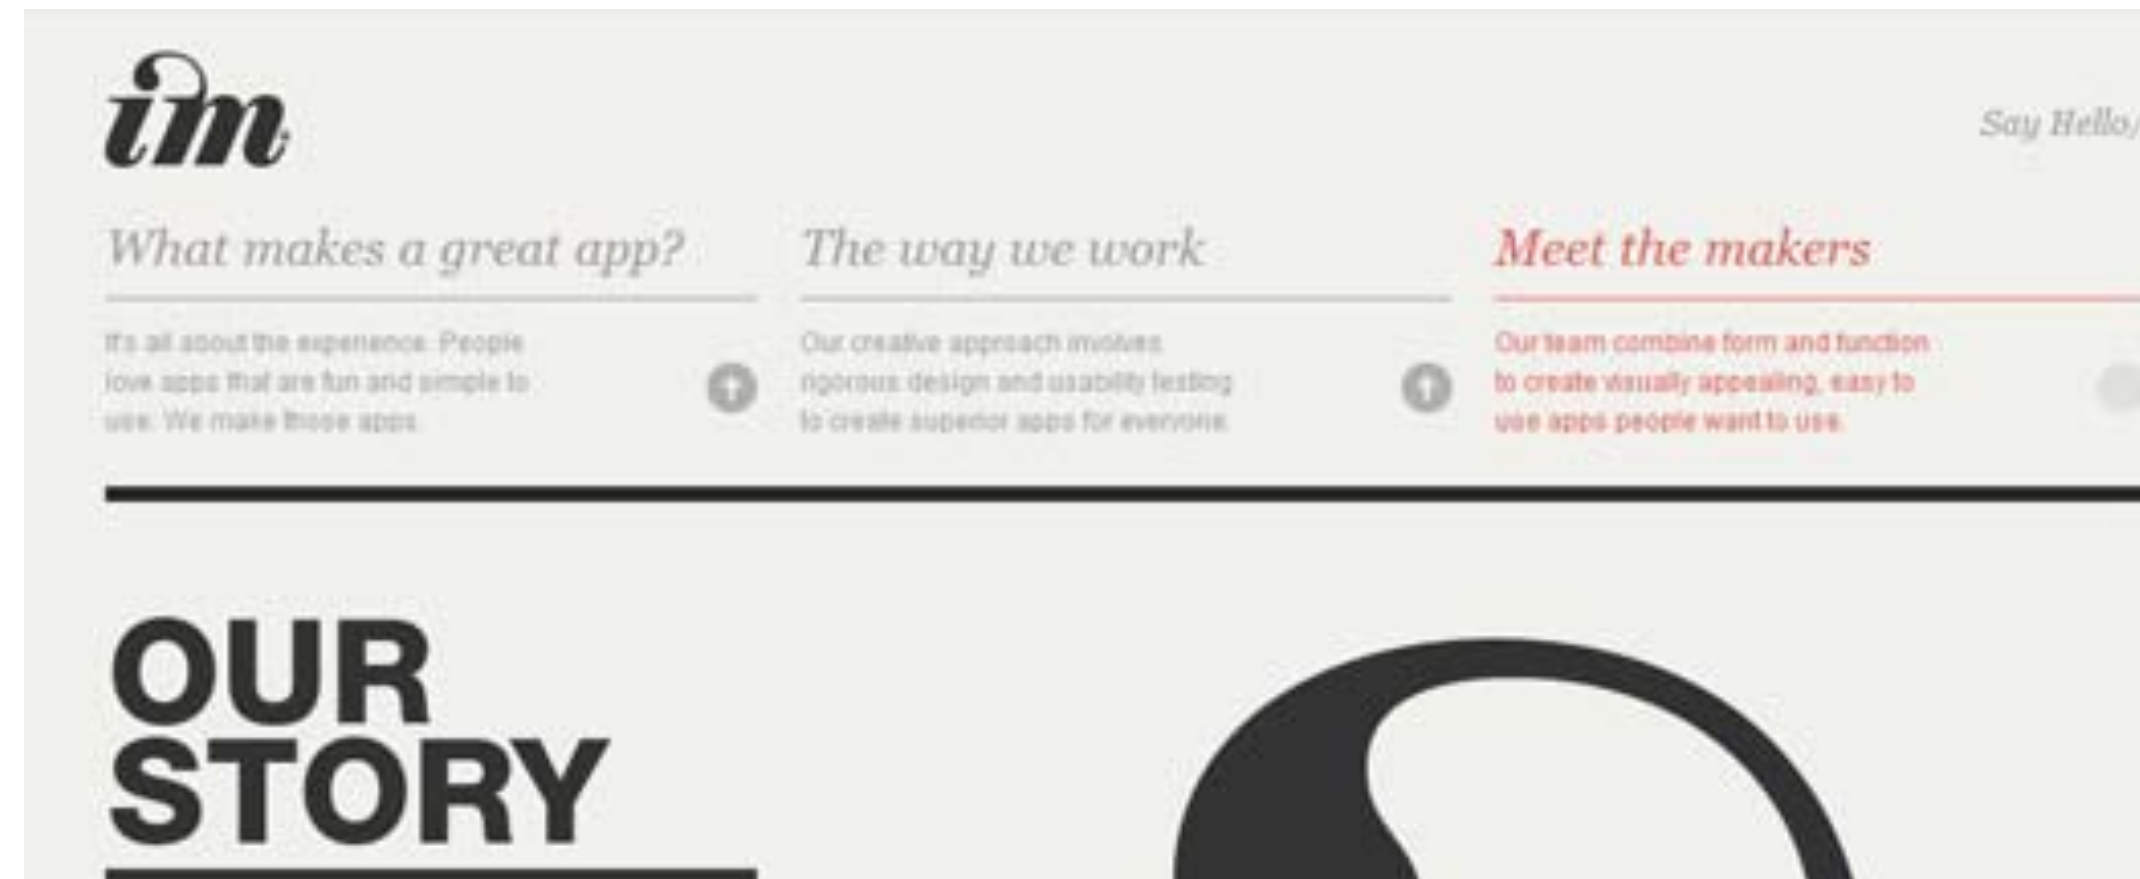 im
Say Hello/
What makes a great app?
The way we work
Meet the makers
It's all about the experience. People
love apps that are fun and simple to
use. We make those apps.
Our creative approach involves
rigorous design and usability testing
to create superior apps for everyone.
Our team combine form and function
to create visually appealing, easy to
use apps people want to use.
OUR
STORY